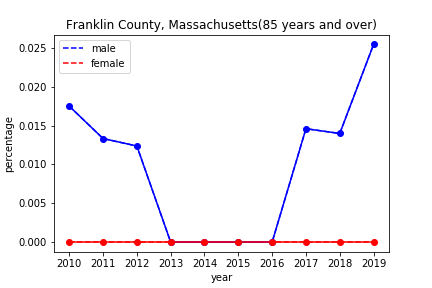 Franklin County, Massachusetts(85 years and over)
male
female
percentage
0.025
0.020
0.015
0.010
0.005
0.000
2010 2011 2012 2013 2014 2015 2016 2017 2018 2019
year